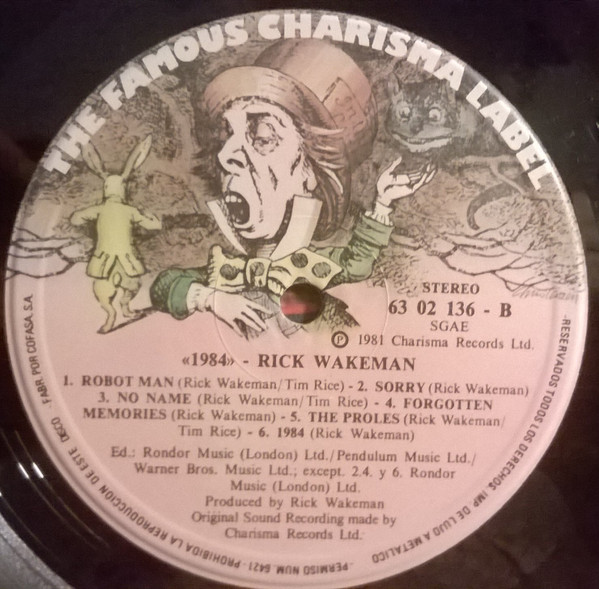 THE FAMOUS CHARISMA LABEL
STEREO
63 02 136 - B
SGAE
Ⓟ 1981 Charisma Records Ltd.
«1984» - RICK WAKEMAN
1. ROBOT MAN (Rick Wakeman/Tim Rice) - 2. SORRY (Rick Wakeman)
3. NO NAME (Rick Wakeman/Tim Rice) - 4. FORGOTTEN
MEMORIES (Rick Wakeman) - 5. THE PROLES (Rick Wakeman/
Tim Rice) - 6. 1984 (Rick Wakeman)
Ed.: Rondor Music (London) Ltd./Pendulum Music Ltd./
Warner Bros. Music Ltd.; except. 2.4. y 6. Rondor
Music (London) Ltd.
Produced by Rick Wakeman
Original Sound Recording made by
Charisma Records Ltd.
-RESERVADOS TODOS LOS DERECHOS. IMP. DE LUJO A METALICO
-PERMISO NUM. 6421-PROHIBIDA LA REPRODUCCION DE ESTE DISCO. FABR. POR COFASA, S.A.